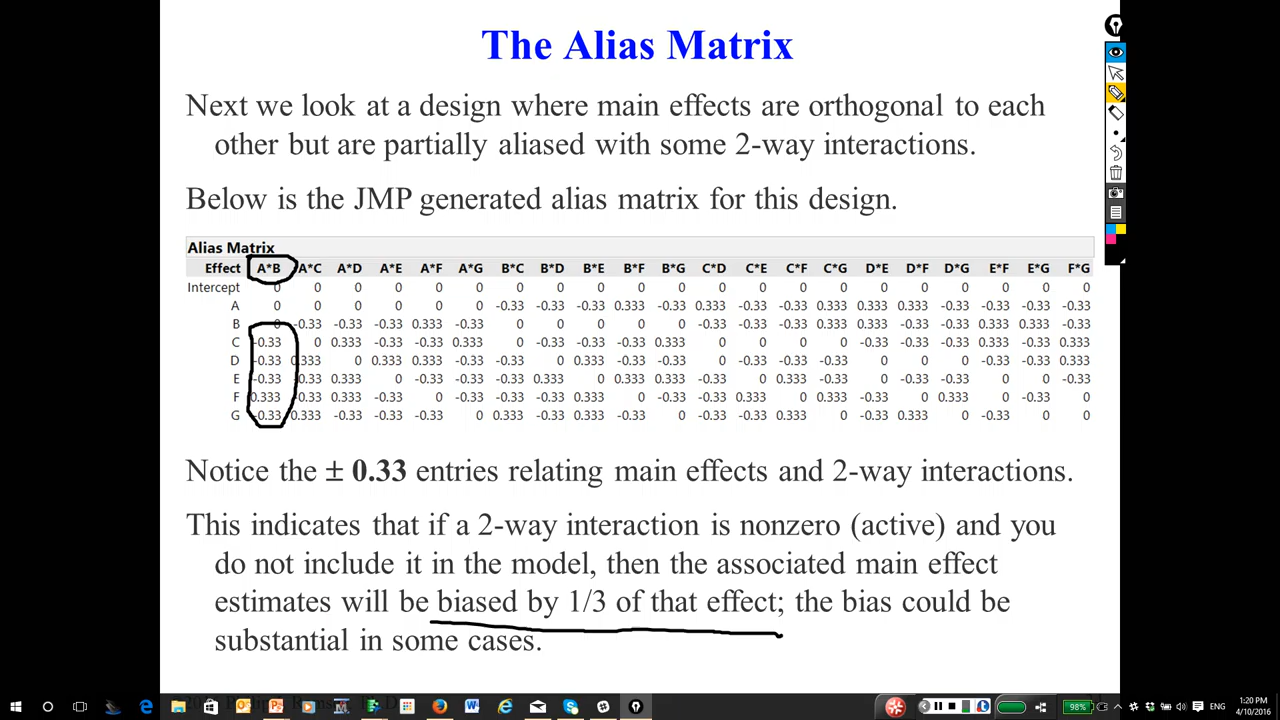 The Alias Matrix
Next we look at a design where main effects are orthogonal to each
other but are partially aliased with some 2-way interactions.
Below is the JMP generated alias matrix for this design.
Alias Matrix
Effect A*B A*C A*D A*E A*F A*G B*C B*D B*E B*F B*G C*D C*E C*F C*G D*E D*F D*G E*F E*G F*G
Intercept 0 0 0 0 0 0 0 0 0 0 0 0 0 0 0 0 0 0 0 0 0
A 0 0 0 0 0 0 -0.33 -0.33 -0.33 0.333 -0.33 0.333 -0.33 -0.33 0.333 0.333 0.333 -0.33 -0.33 -0.33 -0.33
B 0 -0.33 -0.33 -0.33 0.333 -0.33 0 0 0 0 0 -0.33 -0.33 -0.33 0.333 0.333 -0.33 -0.33 0.333 0.333 -0.33
C -0.33 0 0.333 -0.33 -0.33 0.333 0 -0.33 -0.33 -0.33 0.333 0 0 0 0 -0.33 -0.33 -0.33 0.333 -0.33 0.333
D -0.33 0.333 0 0.333 0.333 -0.33 -0.33 0 0.333 -0.33 -0.33 0 -0.33 -0.33 -0.33 0 0 0 -0.33 -0.33 0.333
E -0.33 -0.33 0.333 0 -0.33 -0.33 -0.33 0.333 0 0.333 0.333 -0.33 0 0.333 -0.33 0 -0.33 -0.33 0 0 -0.33
F 0.333 -0.33 0.333 -0.33 0 -0.33 -0.33 -0.33 0.333 0 -0.33 -0.33 0.333 0 0.333 -0.33 0 0.333 0 -0.33 0
G -0.33 0.333 -0.33 -0.33 -0.33 0 0.333 -0.33 0.333 -0.33 0 -0.33 -0.33 0.333 0 -0.33 0.333 0 -0.33 0 0
Notice the ± 0.33 entries relating main effects and 2-way interactions.
This indicates that if a 2-way interaction is nonzero (active) and you
do not include it in the model, then the associated main effect
estimates will be biased by 1/3 of that effect; the bias could be
substantial in some cases.
98%
ENG
1:20 PM
4/10/2016